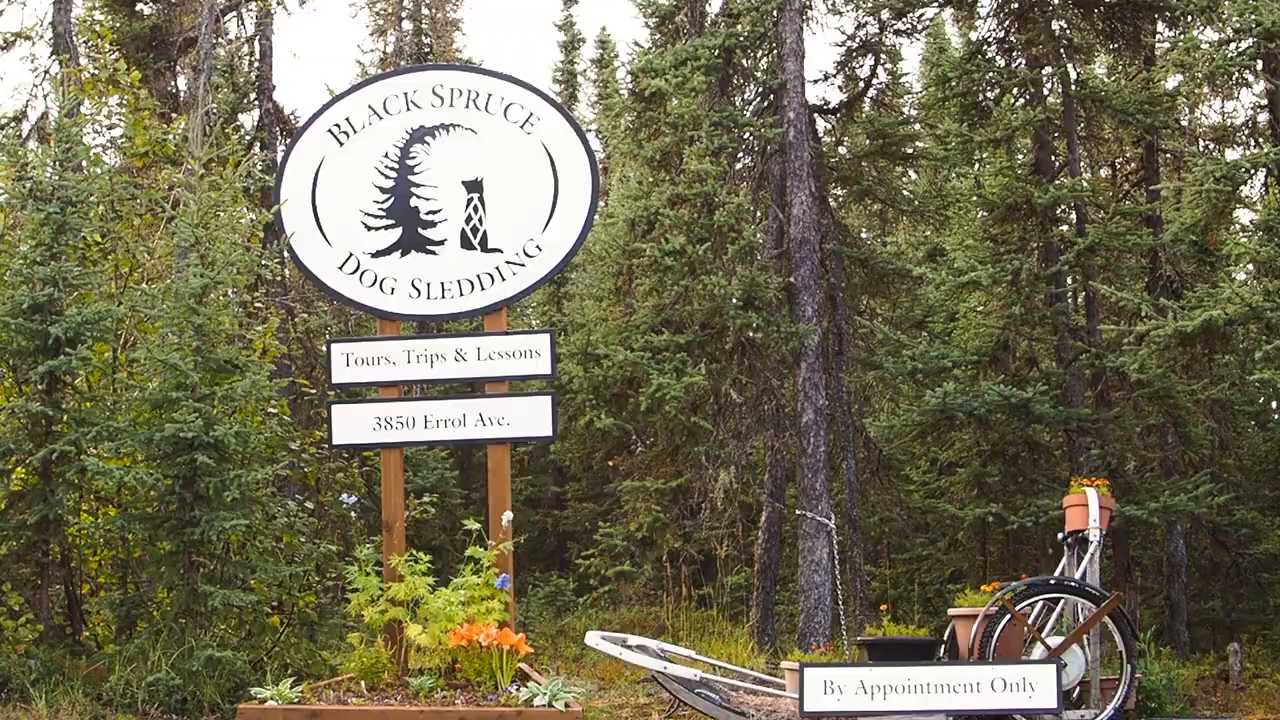 Black Spruce
Dog Sledding
Tours, Trips & Lessons
3850 Errol Ave.
By Appointment Only